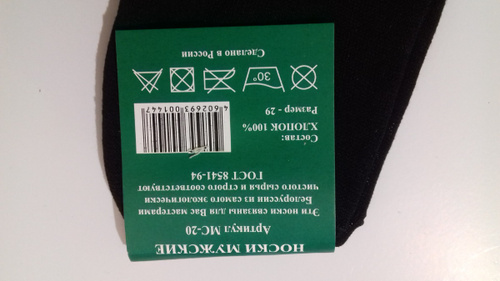 НОСКИ МУЖСКИЕ
Артикул МС-20
Эти носки связаны для Вас мастерами
Белоруссии из самого экологически
чистого сырья и строго соответствуют
ГОСТ 8541-94
Состав:
ХЛОПОК 100%
Размер - 29
4602693001447
30°
Сделано в России